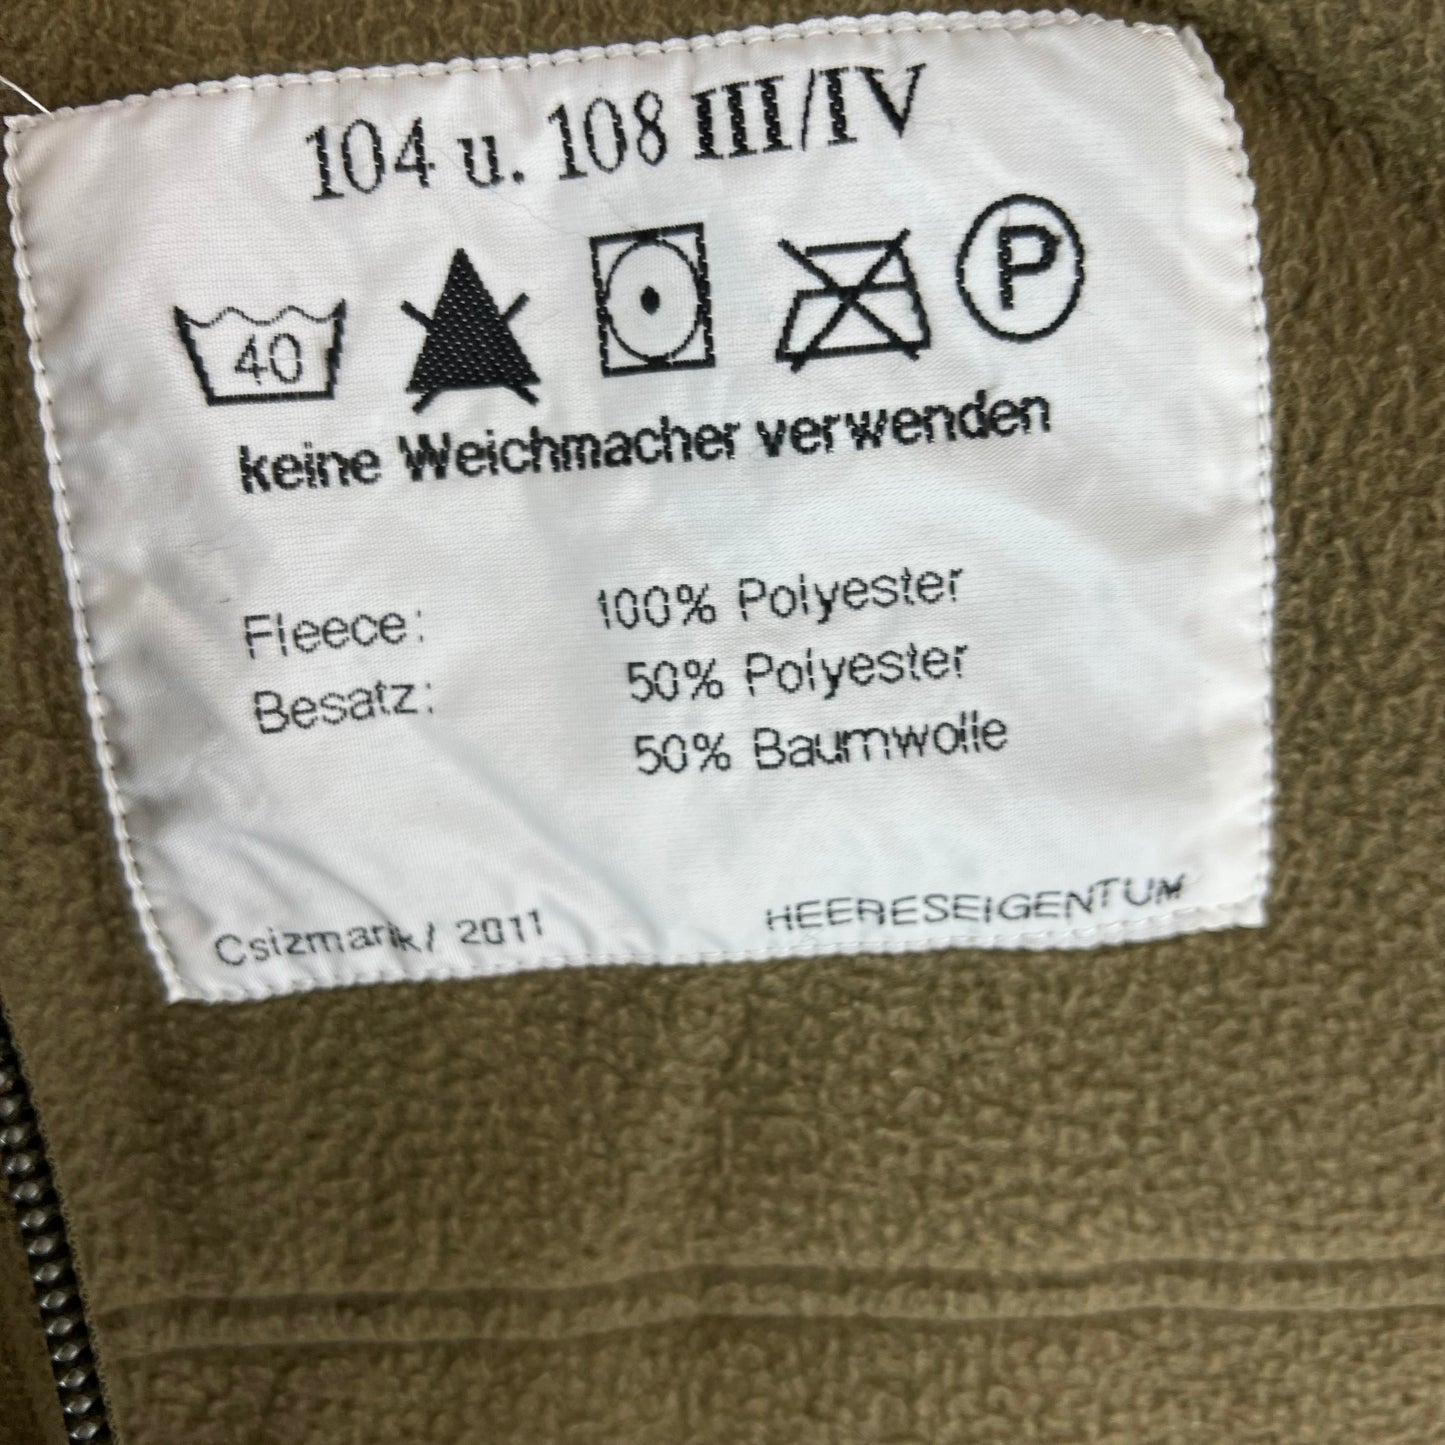 104 u. 108 III/IV
40 P
keine Weichmacher verwenden
Fleece: 100% Polyester
Besatz: 50% Polyester
50% Baumwolle
Csizmarik/ 2011 HEERESEIGENTUM